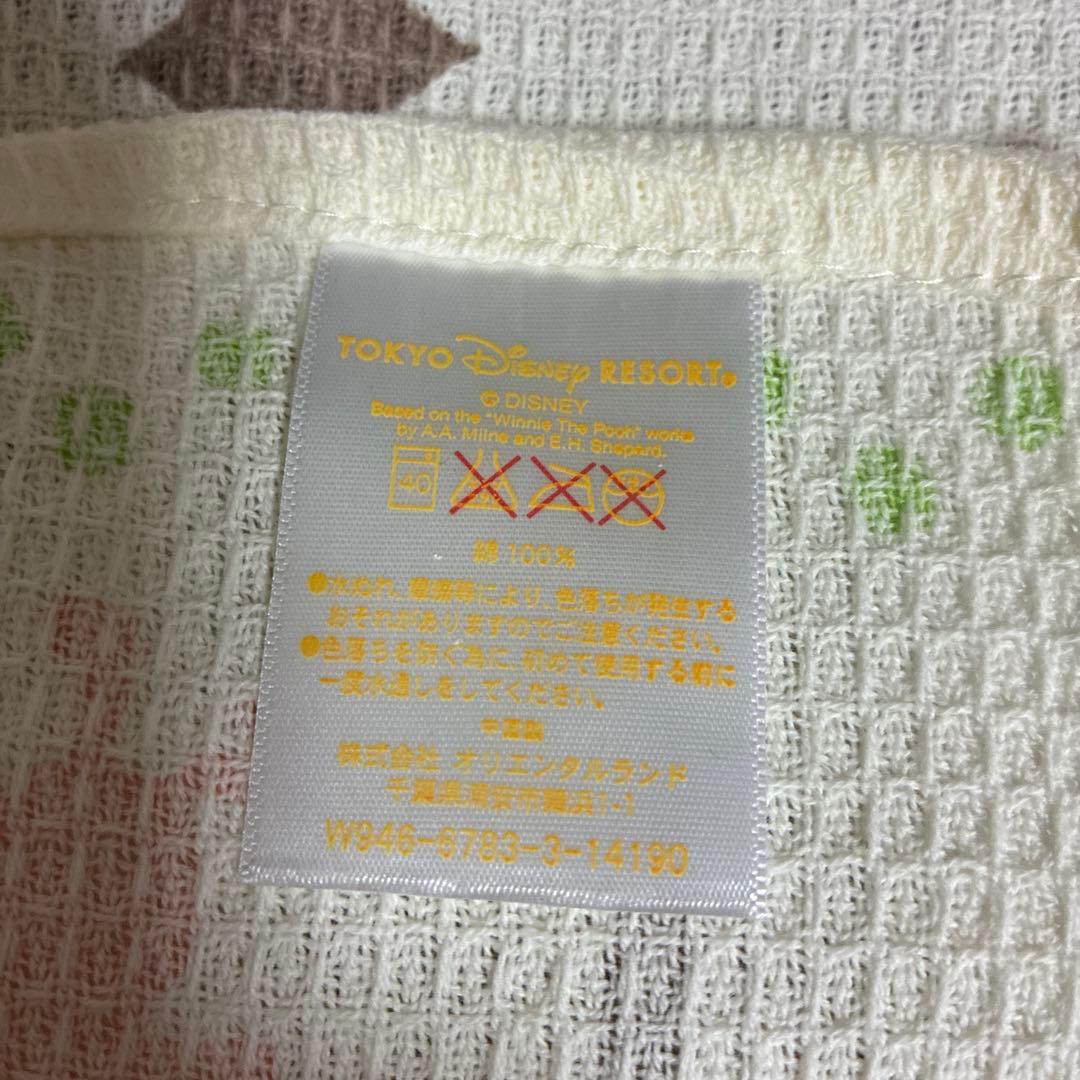 TOKYO Disney RESORT®
© DISNEY
Based on the "Winnie The Pooh" works
by A.A. Milne and E.H. Shepard.
40
綿 100%
●水ぬれ、摩擦等により、色落ちが発生する
おそれがありますのでご注意ください。
●色落ちを防ぐ為に、初めて使用する前に
一度水通しをしてください。
中国製
株式会社 オリエンタルランド
千葉県浦安市舞浜1-1
W946-6783-3-14190